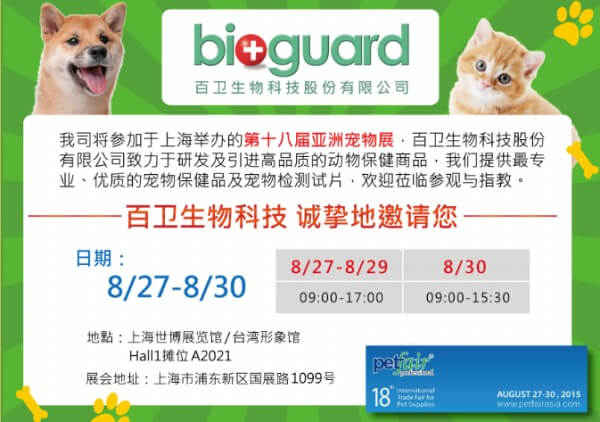 bioguard
百卫生物科技股份有限公司
我司将参加于上海举办的第十八届亚洲宠物展，百卫生物科技股份
有限公司致力于研发及引进高品质的动物保健商品，我们提供最专
业、优质的宠物保健品及宠物检测试片，欢迎莅临参观与指教。
百卫生物科技 诚挚地邀请您
日期：
8/27-8/30
8/27-8/29 8/30
09:00-17:00 09:00-15:30
地點：上海世博展览馆/台湾形象馆
Hall1摊位A2021
展会地址：上海市浦东新区国展路1099号
petfair®
professional
18th International
Trade Fair for
Pet Supplies
AUGUST 27-30 , 2015
www.petfairasia.com